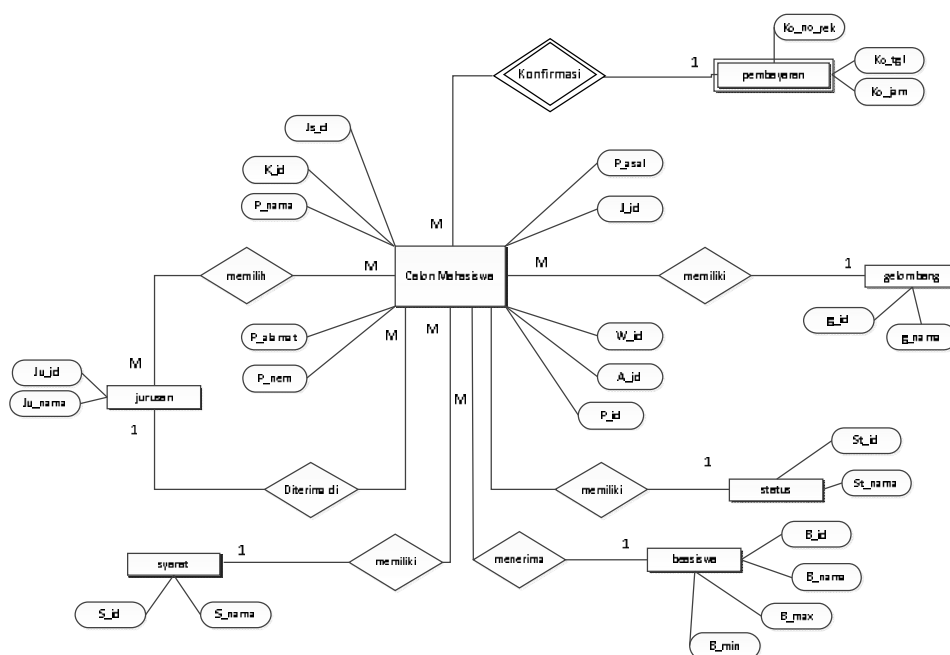 Ko_no_rek
Konfirmasi
1
pembayaran
Ko_tgl
Ko_jam
Js_id
K_id
P_nama
P_asal
J_id
M
memilih
M
Calon Mahasiswa
M
memiliki
1
gelombang
g_id
g_nama
P_alamat
P_nem
M
M
W_id
A_id
P_id
M
Ju_id
Ju_nama
jurusan
1
M
Diterima di
St_id
St_nama
memiliki
1
status
syarat
1
memiliki
menerima
1
beasiswa
B_id
B_nama
B_max
B_min
S_id
S_nama